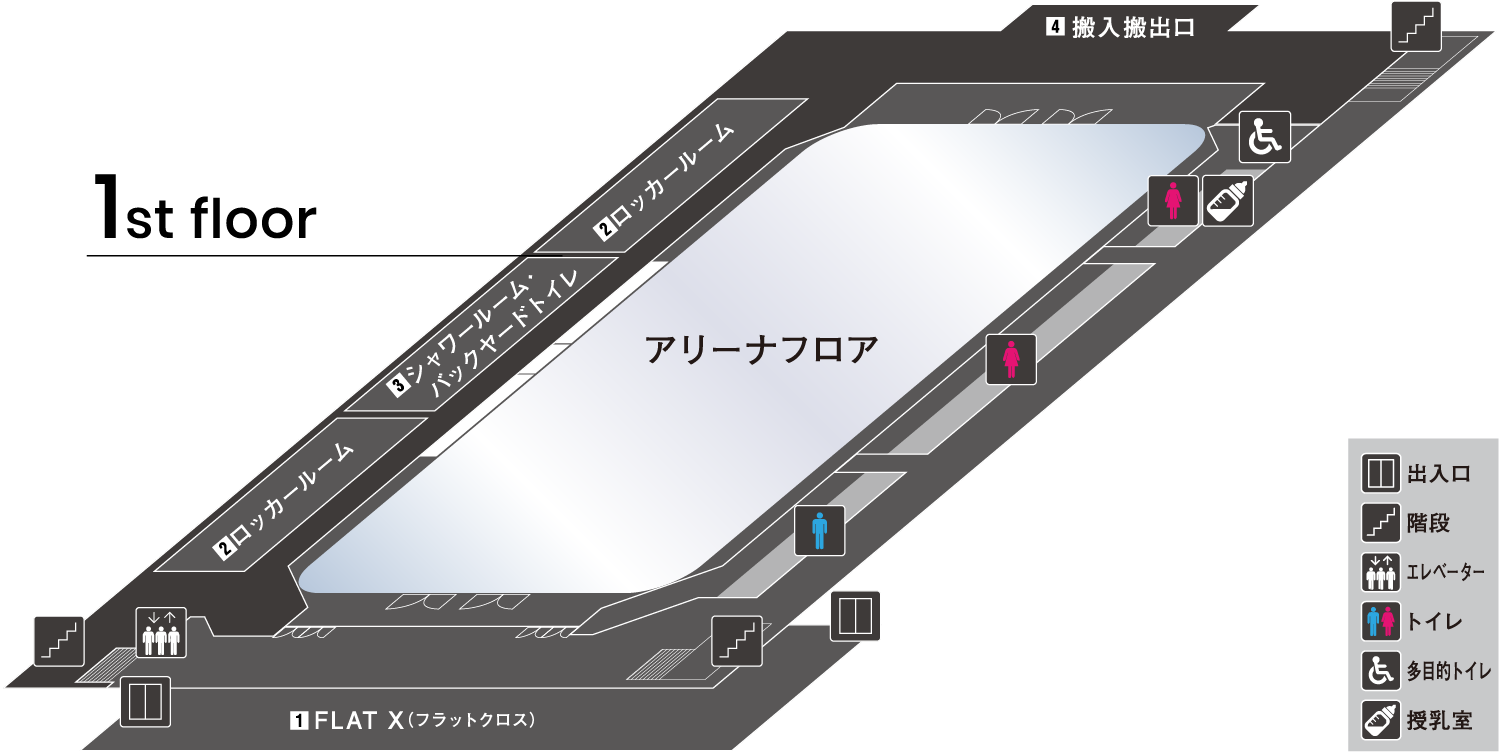 4 搬入搬出口
1st floor
2 ロッカールーム
3 シャワールーム・
バックヤードトイレ
アリーナフロア
2 ロッカールーム
1 FLAT X(フラットクロス)
出入口
階段
エレベーター
トイレ
多目的トイレ
授乳室